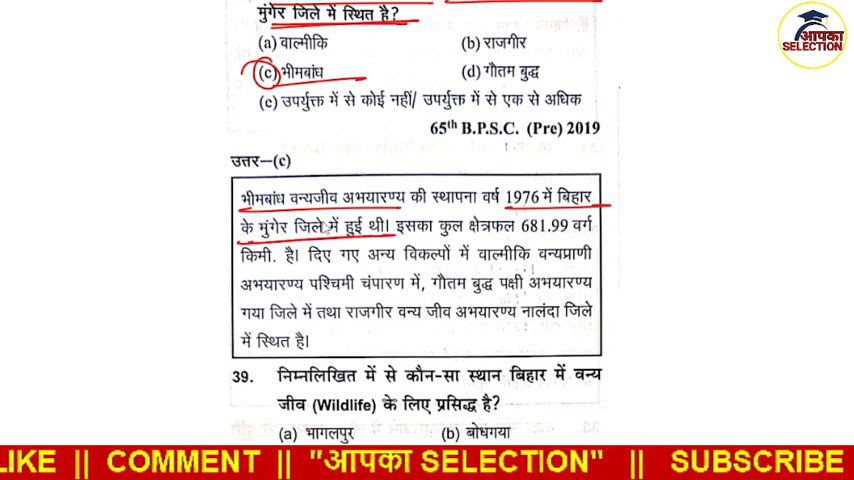 मुंगेर जिले में स्थित है?
(a) वाल्मीकि (b) राजगीर
(c) भीमबांध (d) गौतम बुद्ध
(e) उपर्युक्त में से कोई नहीं/ उपर्युक्त में से एक से अधिक
65th B.P.S.C. (Pre) 2019
उत्तर–(c)
भीमबांध वन्यजीव अभयारण्य की स्थापना वर्ष 1976 में बिहार
के मुंगेर जिले में हुई थी। इसका कुल क्षेत्रफल 681.99 वर्ग
किमी. है। दिए गए अन्य विकल्पों में वाल्मीकि वन्यप्राणी
अभयारण्य पश्चिमी चंपारण में, गौतम बुद्ध पक्षी अभयारण्य
गया जिले में तथा राजगीर वन्य जीव अभयारण्य नालंदा जिले
में स्थित है।
39. निम्नलिखित में से कौन-सा स्थान बिहार में वन्य
जीव (Wildlife) के लिए प्रसिद्ध है?
(a) भागलपुर (b) बोधगया
आपका
SELECTION
LIKE || COMMENT || "आपका SELECTION" || SUBSCRIBE